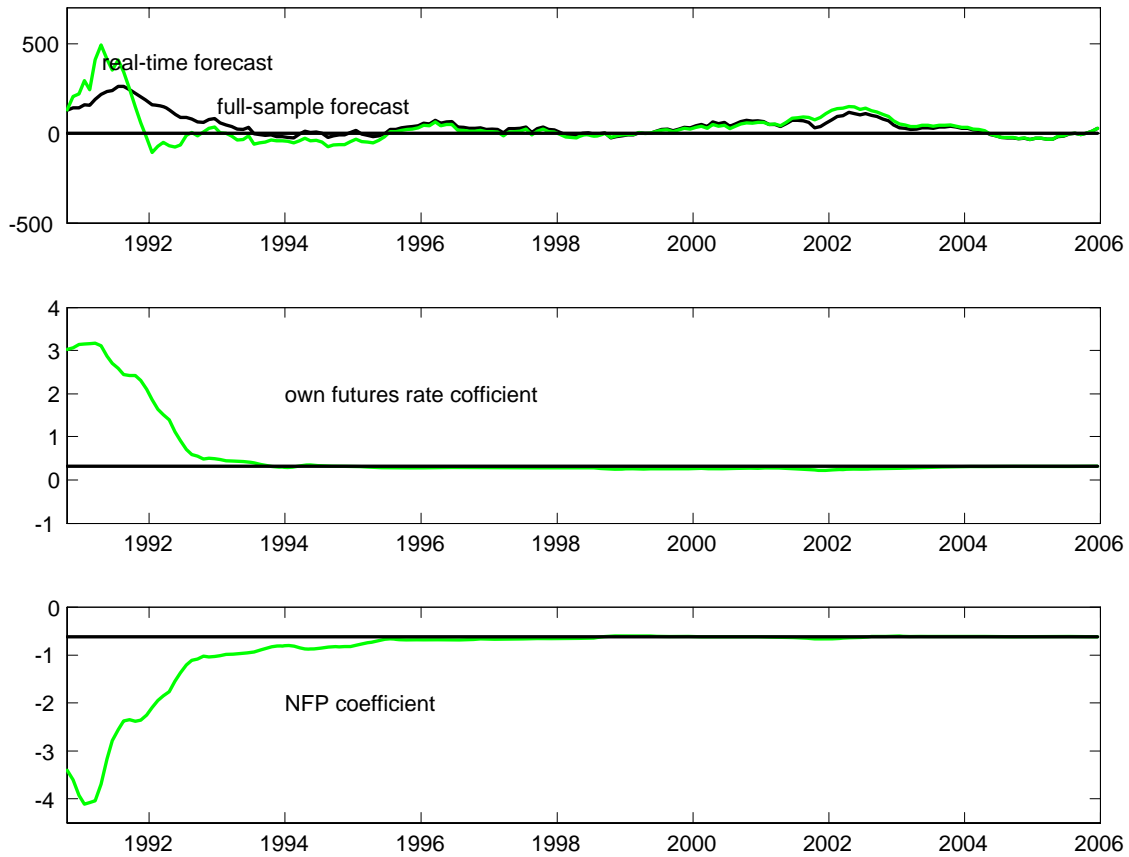 500
real-time forecast
full-sample forecast
0
-500
1992 1994 1996 1998 2000 2002 2004 2006
4
3
own futures rate cofficient
2
1
0
-1
1992 1994 1996 1998 2000 2002 2004 2006
0
-1
NFP coefficient
-2
-3
-4
1992 1994 1996 1998 2000 2002 2004 2006